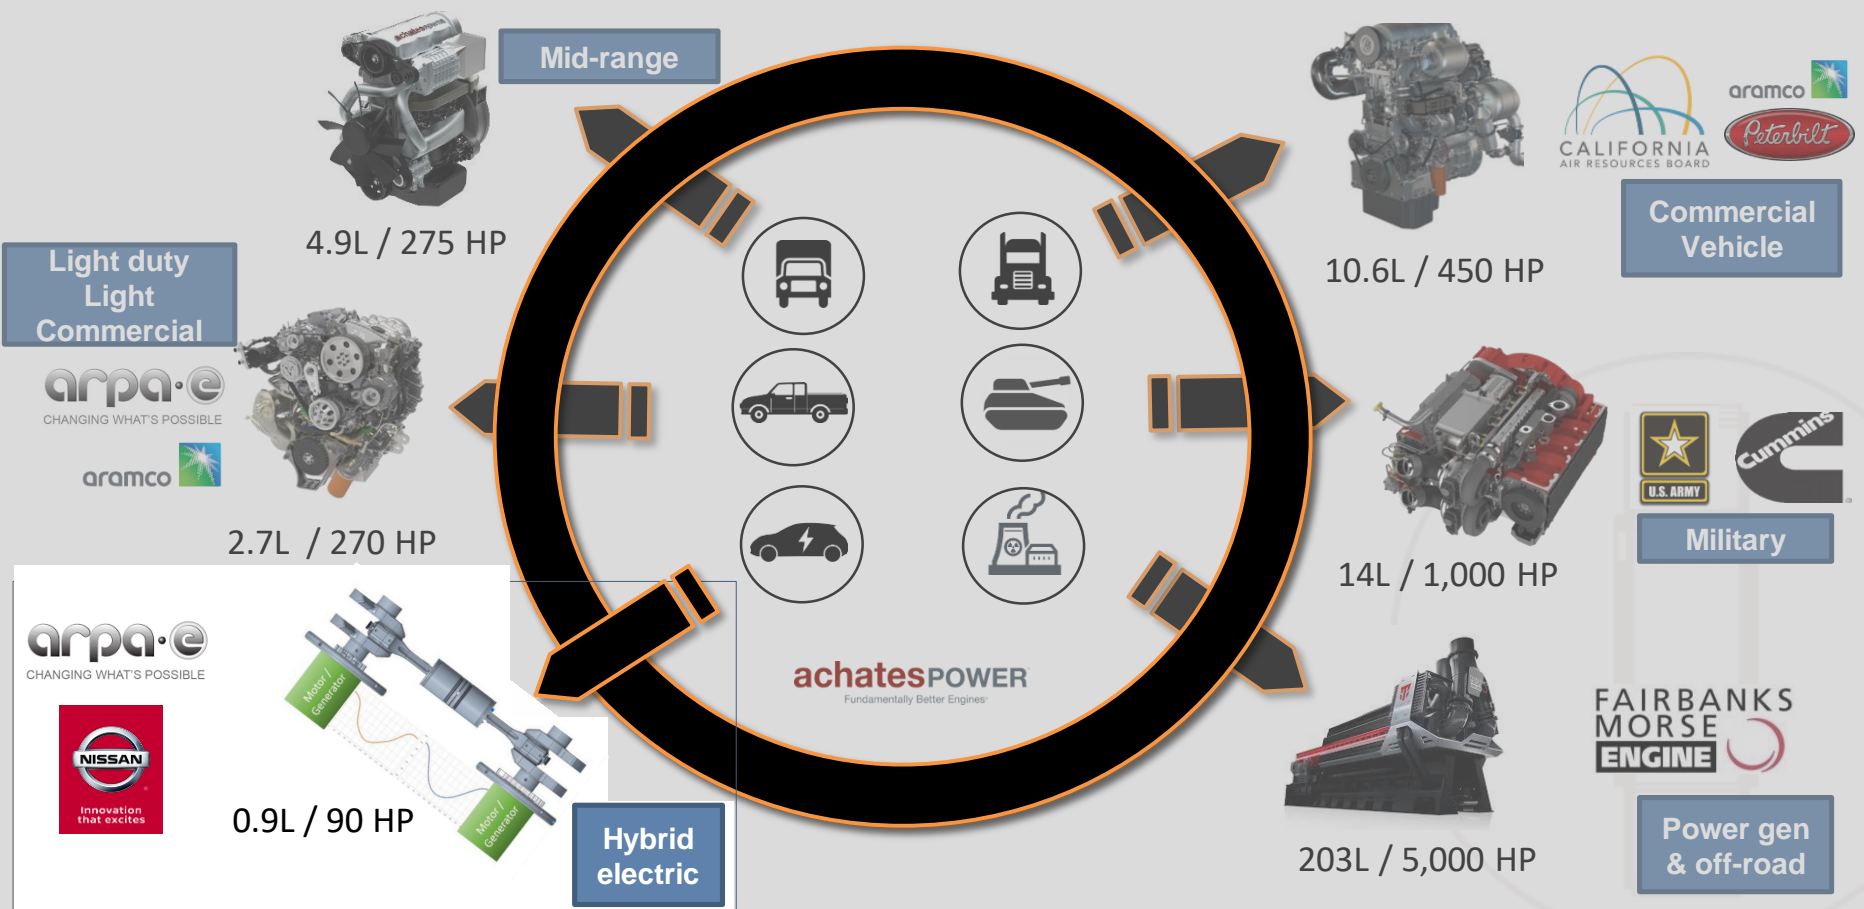 achatespower
Mid-range
4.9L / 275 HP
Light duty
Light
Commercial
arpa·e
CHANGING WHAT'S POSSIBLE
aramco
2.7L / 270 HP
arpa·e
CHANGING WHAT'S POSSIBLE
NISSAN
Innovation
that excites
Motor /
Generator
Motor /
Generator
0.9L / 90 HP
Hybrid
electric
achatesPOWER
Fundamentally Better Engines
CALIFORNIA
AIR RESOURCES BOARD
aramco
Peterbilt
Commercial
Vehicle
10.6L / 450 HP
U.S. ARMY
Cummins
Military
14L / 1,000 HP
FAIRBANKS
MORSE
ENGINE
Power gen
& off-road
203L / 5,000 HP